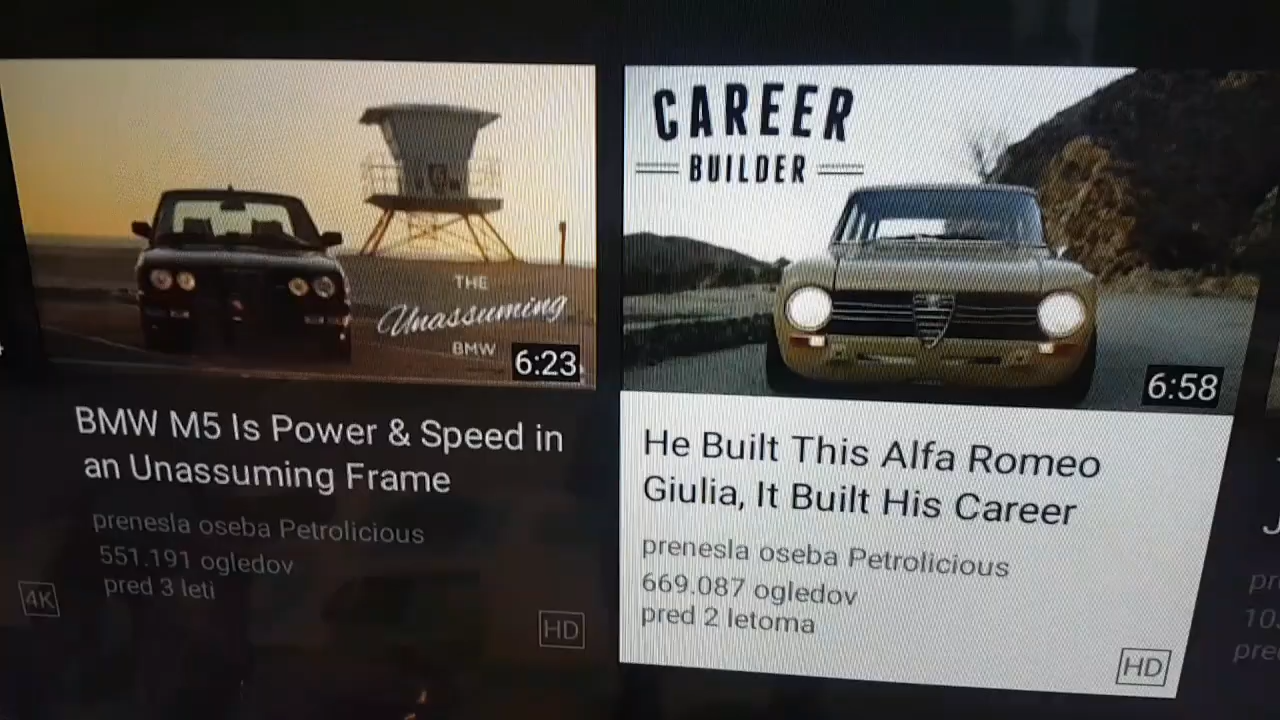 THE
Unassuming
BMW
6:23
BMW M5 Is Power & Speed in
an Unassuming Frame
prenesla oseba Petrolicious
551.191 ogledov
pred 3 leti
4K
HD
CAREER
BUILDER
6:58
He Built This Alfa Romeo
Giulia, It Built His Career
prenesla oseba Petrolicious
669.087 ogledov
pred 2 letoma
HD